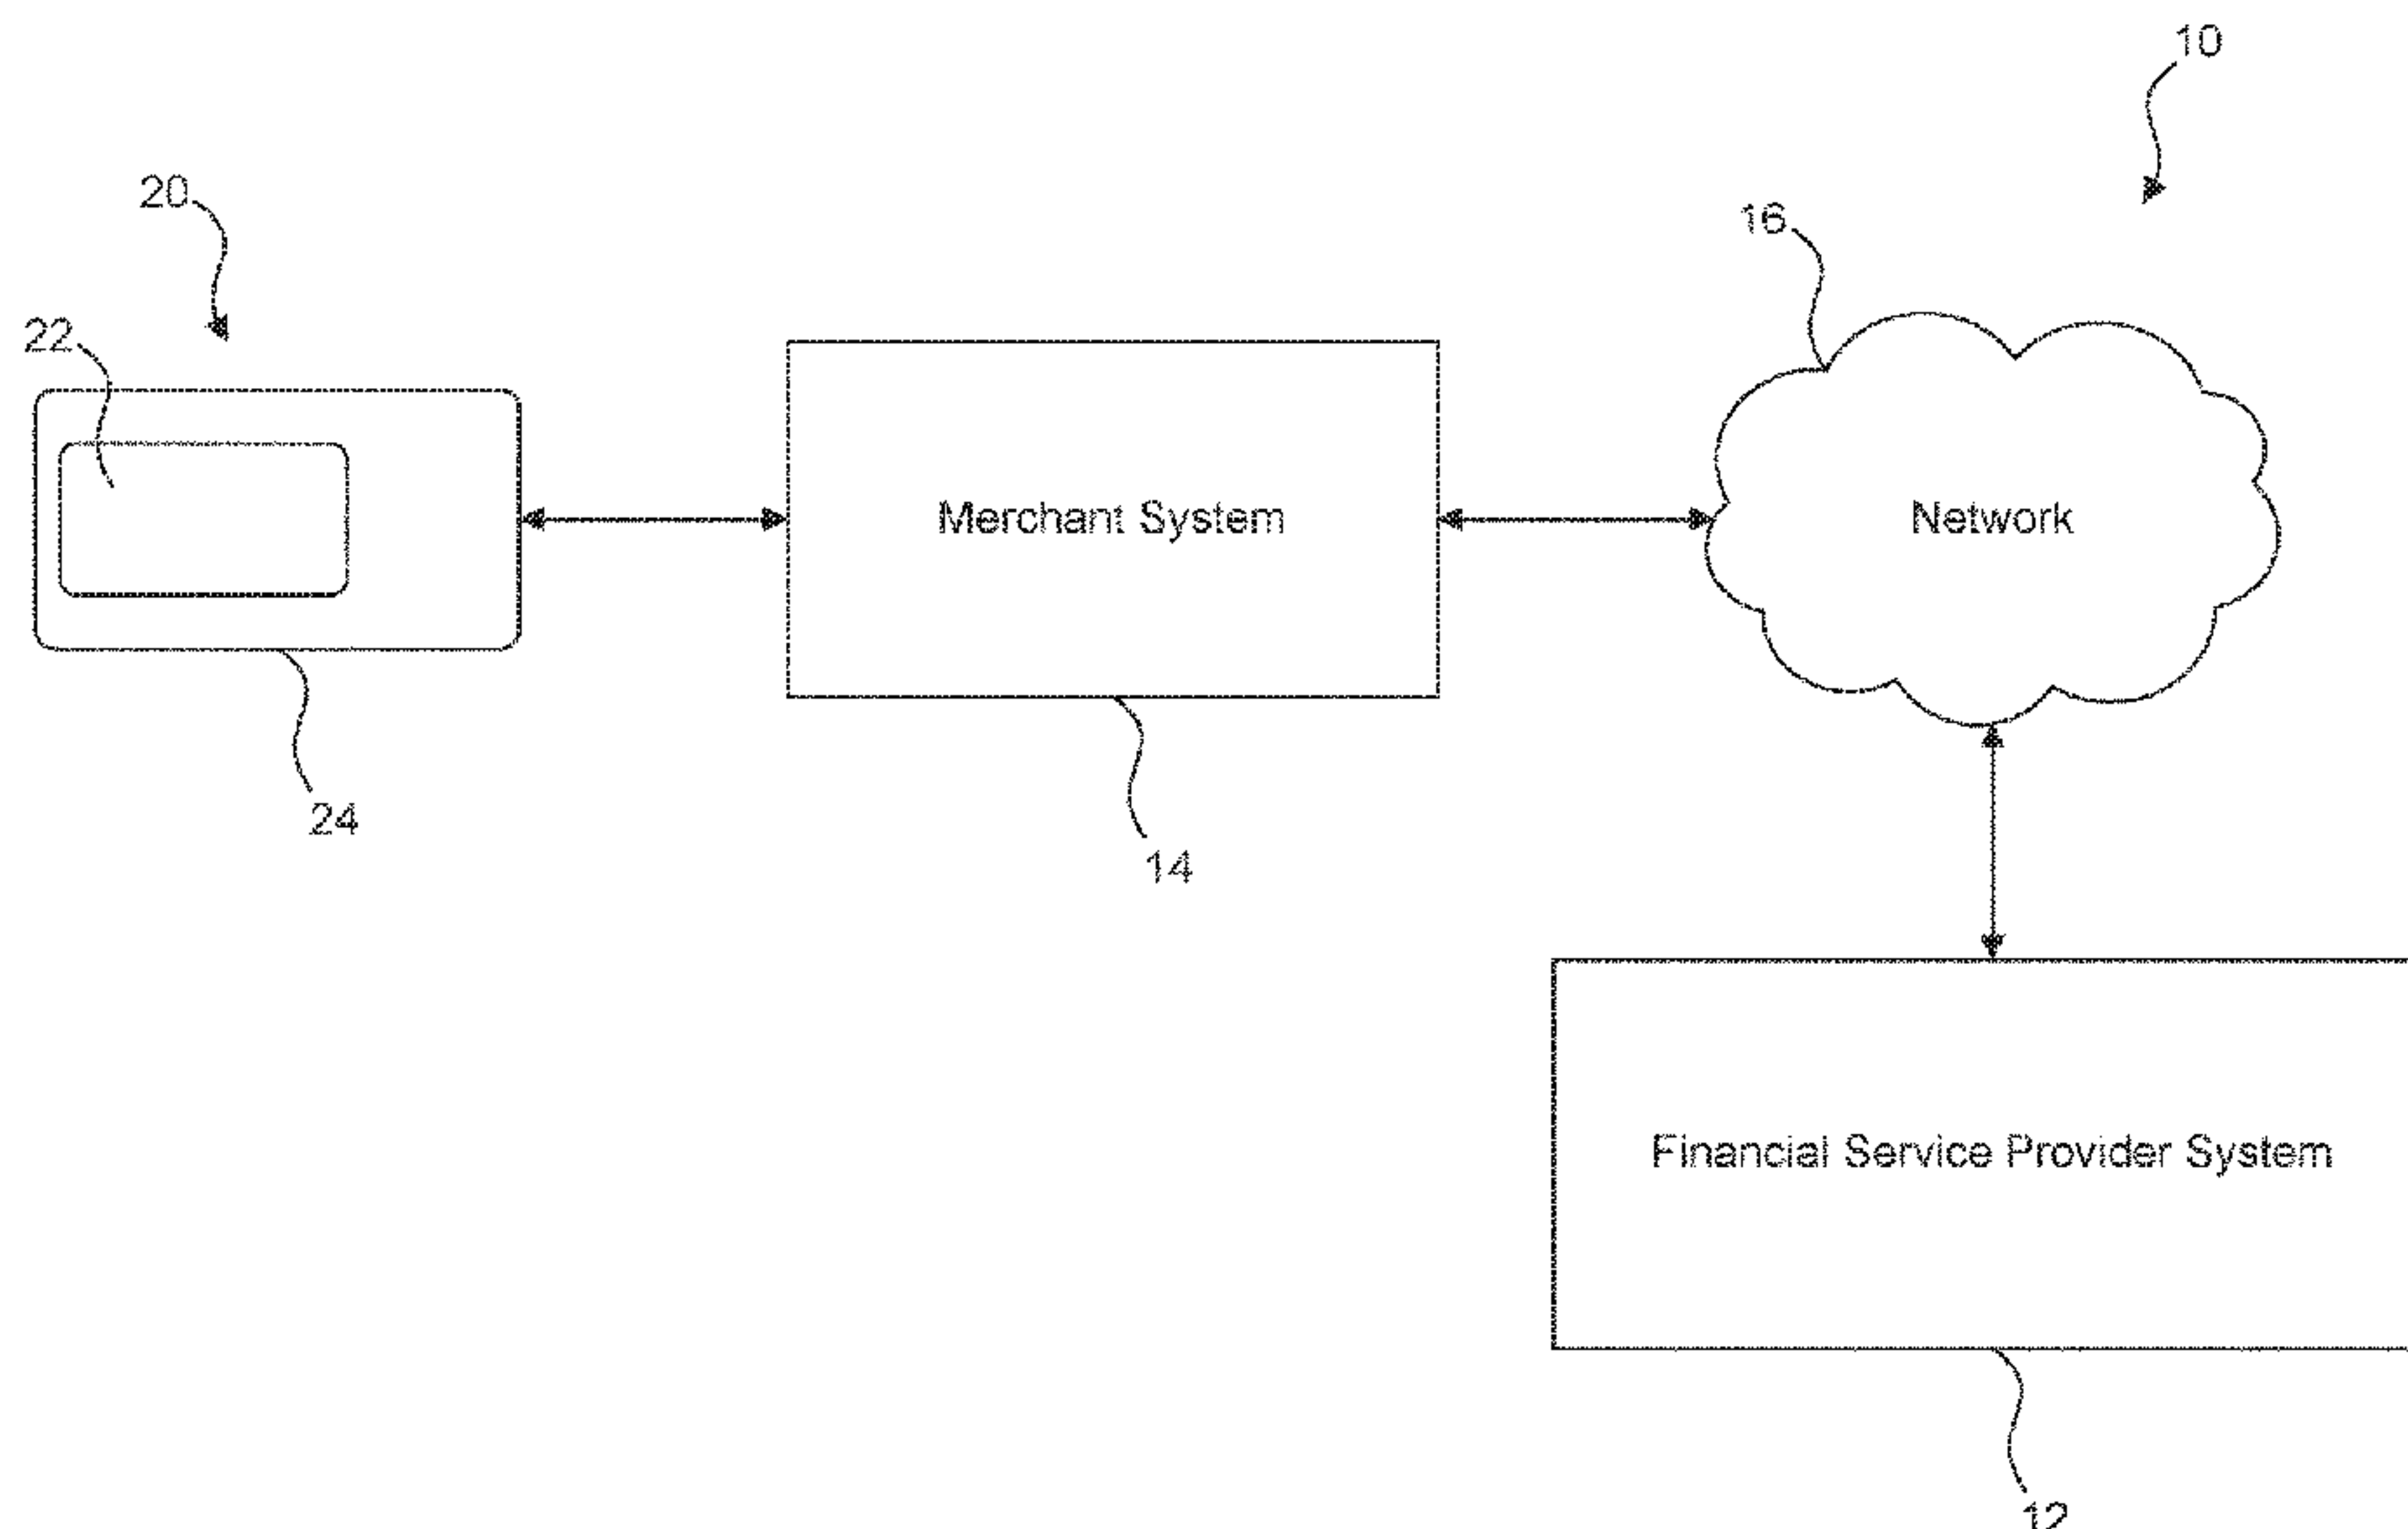 10
20
16
22
Merchant System
Network
24
14
Financial Service Provider System
12